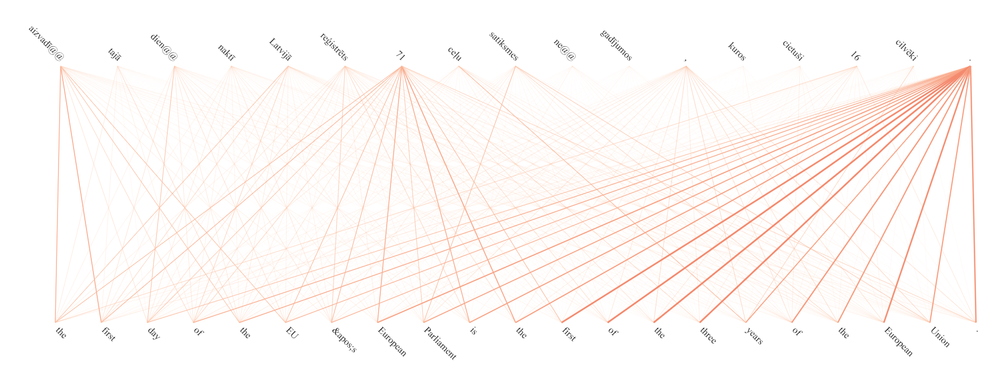 aizvadī@@ tajā dien@@ naktī Latvijā reģistrēts 71 ceļu satiksmes ne@@ gadījumos , kuros cietuši 16 cilvēki .
the first day of the EU &apos;s European Parliament is the first of the three years of the European Union .